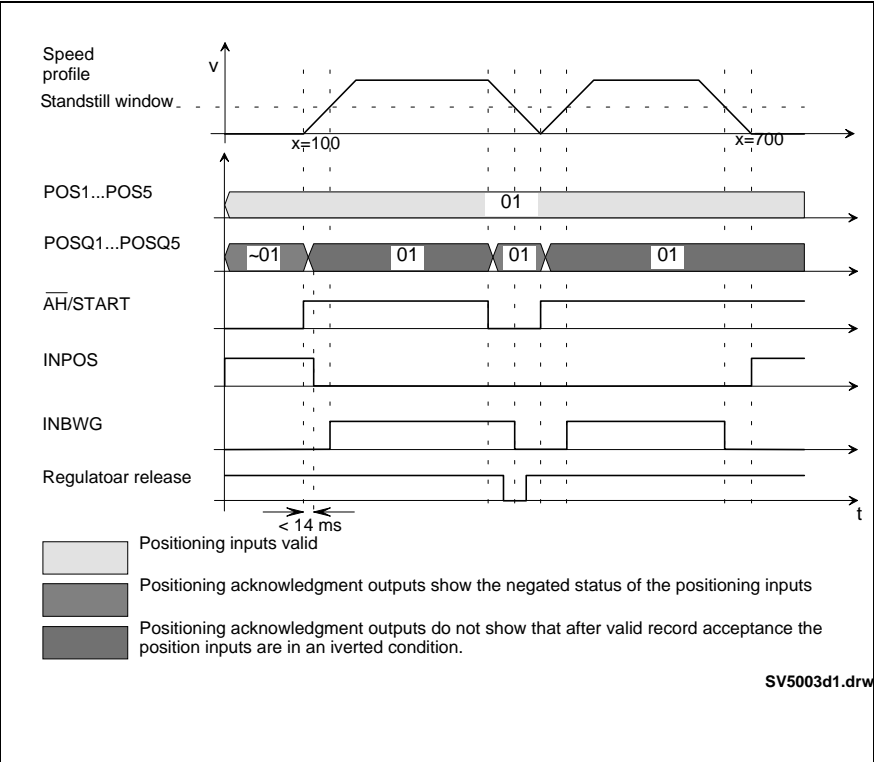 Speed
profile
v
Standstill window
x=100
x=700
POS1...POS5
01
POSQ1...POSQ5
~01
01
01
01
AH/START
INPOS
INBWG
Regulatoar release
t
< 14 ms
Positioning inputs valid
Positioning acknowledgment outputs show the negated status of the positioning inputs
Positioning acknowledgment outputs do not show that after valid record acceptance the
position inputs are in an iverted condition.
SV5003d1.drw